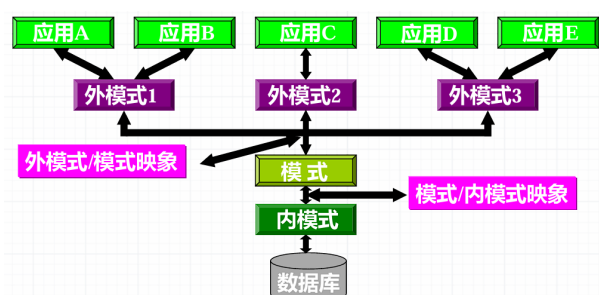 应用A
应用B
应用C
应用D
应用E
外模式1
外模式2
外模式3
外模式/模式映象
模 式
模式/内模式映象
内模式
数据库